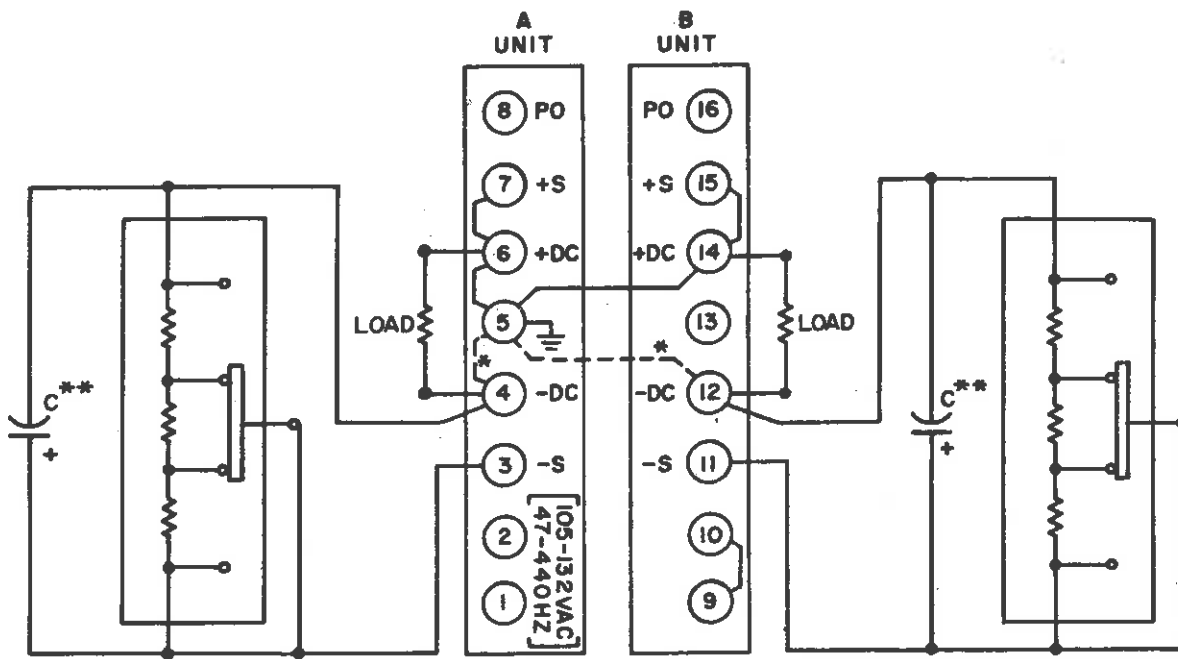 A
UNIT
B
UNIT
8 PO
PO 16
7 +S
+S 15
6 +DC
+DC 14
LOAD
5
13
LOAD
*
*
C**
+
4 -DC
-DC 12
C**
+
3 -S
-S 11
2
10
1
9
[105-132VAC
47-440HZ]